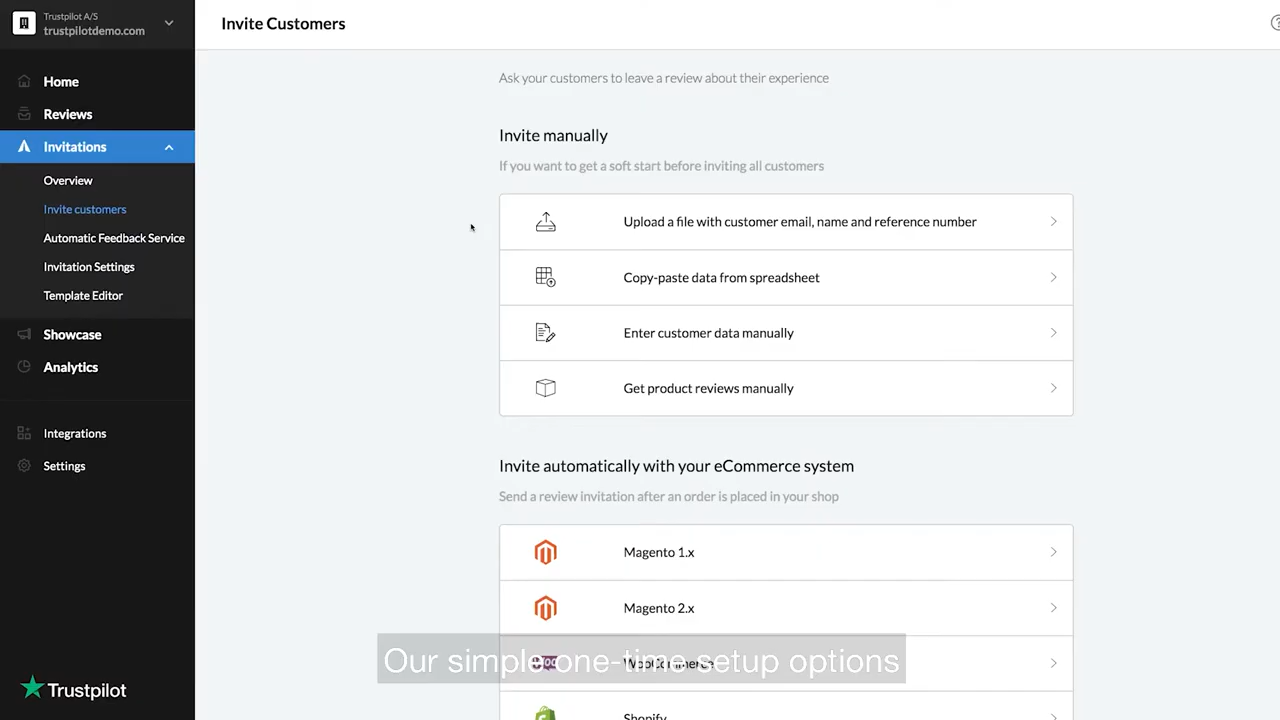 Trustpilot A/S
trustpilotdemo.com
Home
Reviews
Invitations
Overview
Invite customers
Automatic Feedback Service
Invitation Settings
Template Editor
Showcase
Analytics
Integrations
Settings
Trustpilot
Invite Customers
Ask your customers to leave a review about their experience
Invite manually
If you want to get a soft start before inviting all customers
Upload a file with customer email, name and reference number
Copy-paste data from spreadsheet
Enter customer data manually
Get product reviews manually
Invite automatically with your eCommerce system
Send a review invitation after an order is placed in your shop
Magento 1.x
Magento 2.x
WooCommerce
Our simple one-time setup options
Shopify